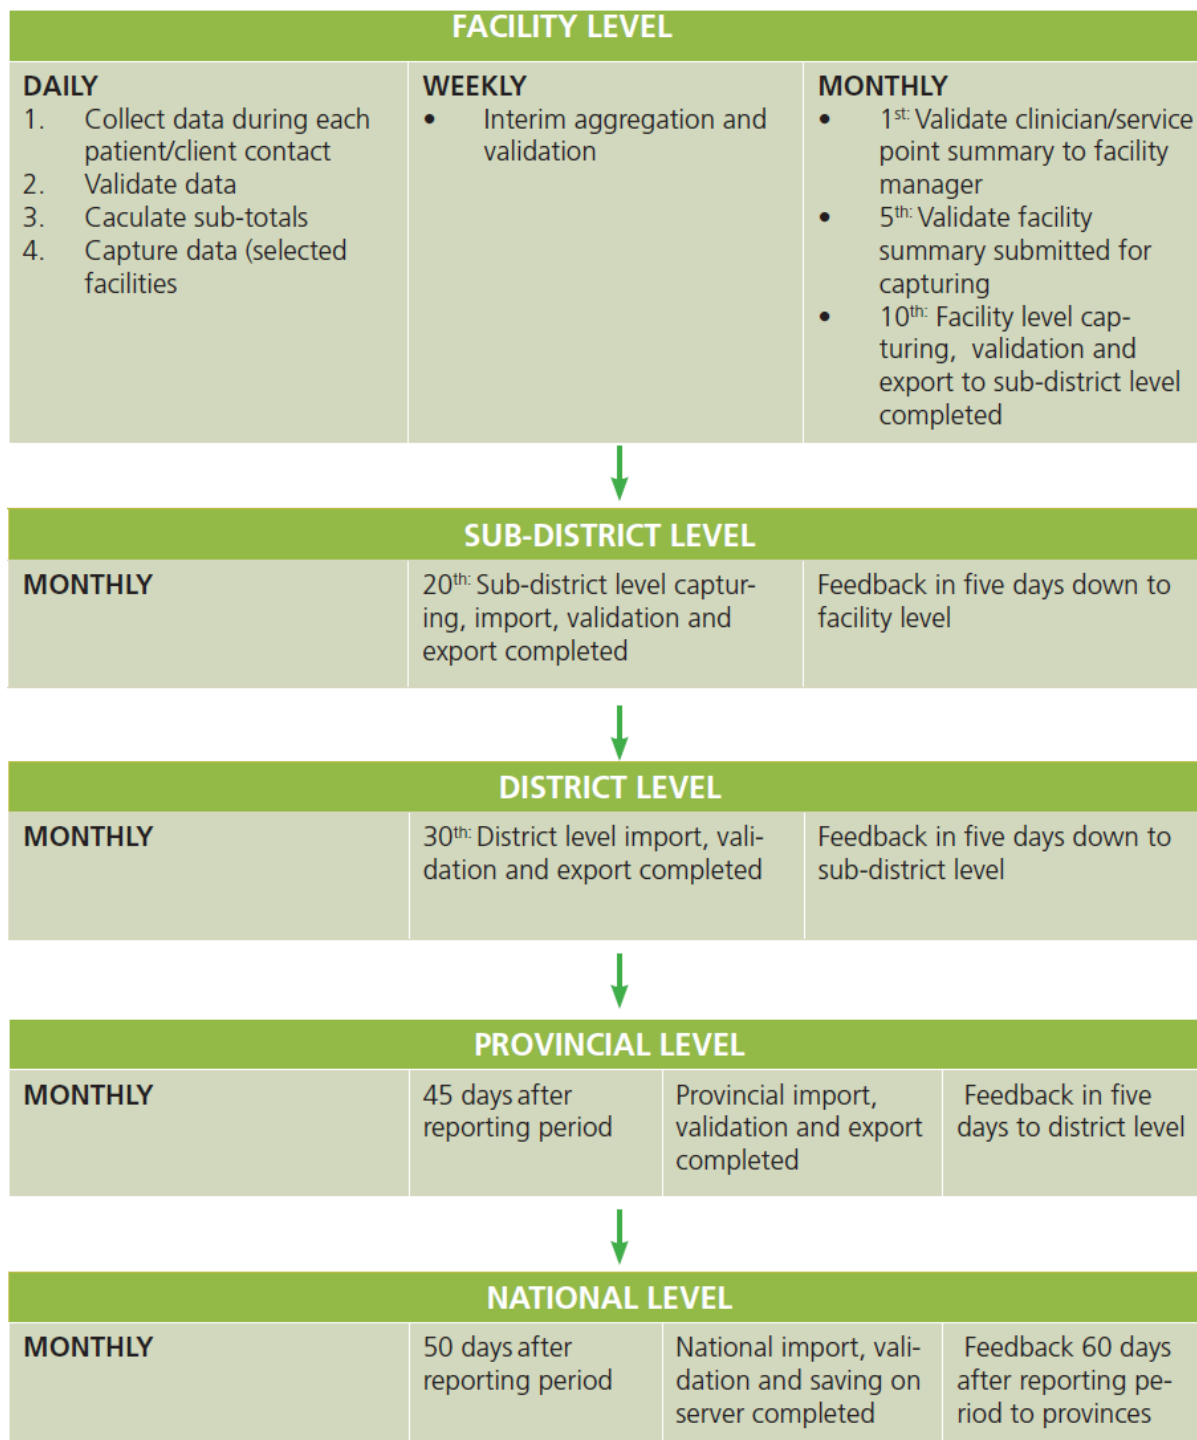 FACILITY LEVEL
DAILY
1. Collect data during each
patient/client contact
2. Validate data
3. Caculate sub-totals
4. Capture data (selected
facilities
WEEKLY
• Interim aggregation and
validation
MONTHLY
• 1st: Validate clinician/service
point summary to facility
manager
• 5th: Validate facility
summary submitted for
capturing
• 10th: Facility level cap-
turing, validation and
export to sub-district level
completed
SUB-DISTRICT LEVEL
MONTHLY
20th: Sub-district level captur-
ing, import, validation and
export completed
Feedback in five days down to
facility level
DISTRICT LEVEL
MONTHLY
30th: District level import, vali-
dation and export completed
Feedback in five days down to
sub-district level
PROVINCIAL LEVEL
MONTHLY
45 days after
reporting period
Provincial import,
validation and export
completed
Feedback in five
days to district level
NATIONAL LEVEL
MONTHLY
50 days after
reporting period
National import, vali-
dation and saving on
server completed
Feedback 60 days
after reporting pe-
riod to provinces